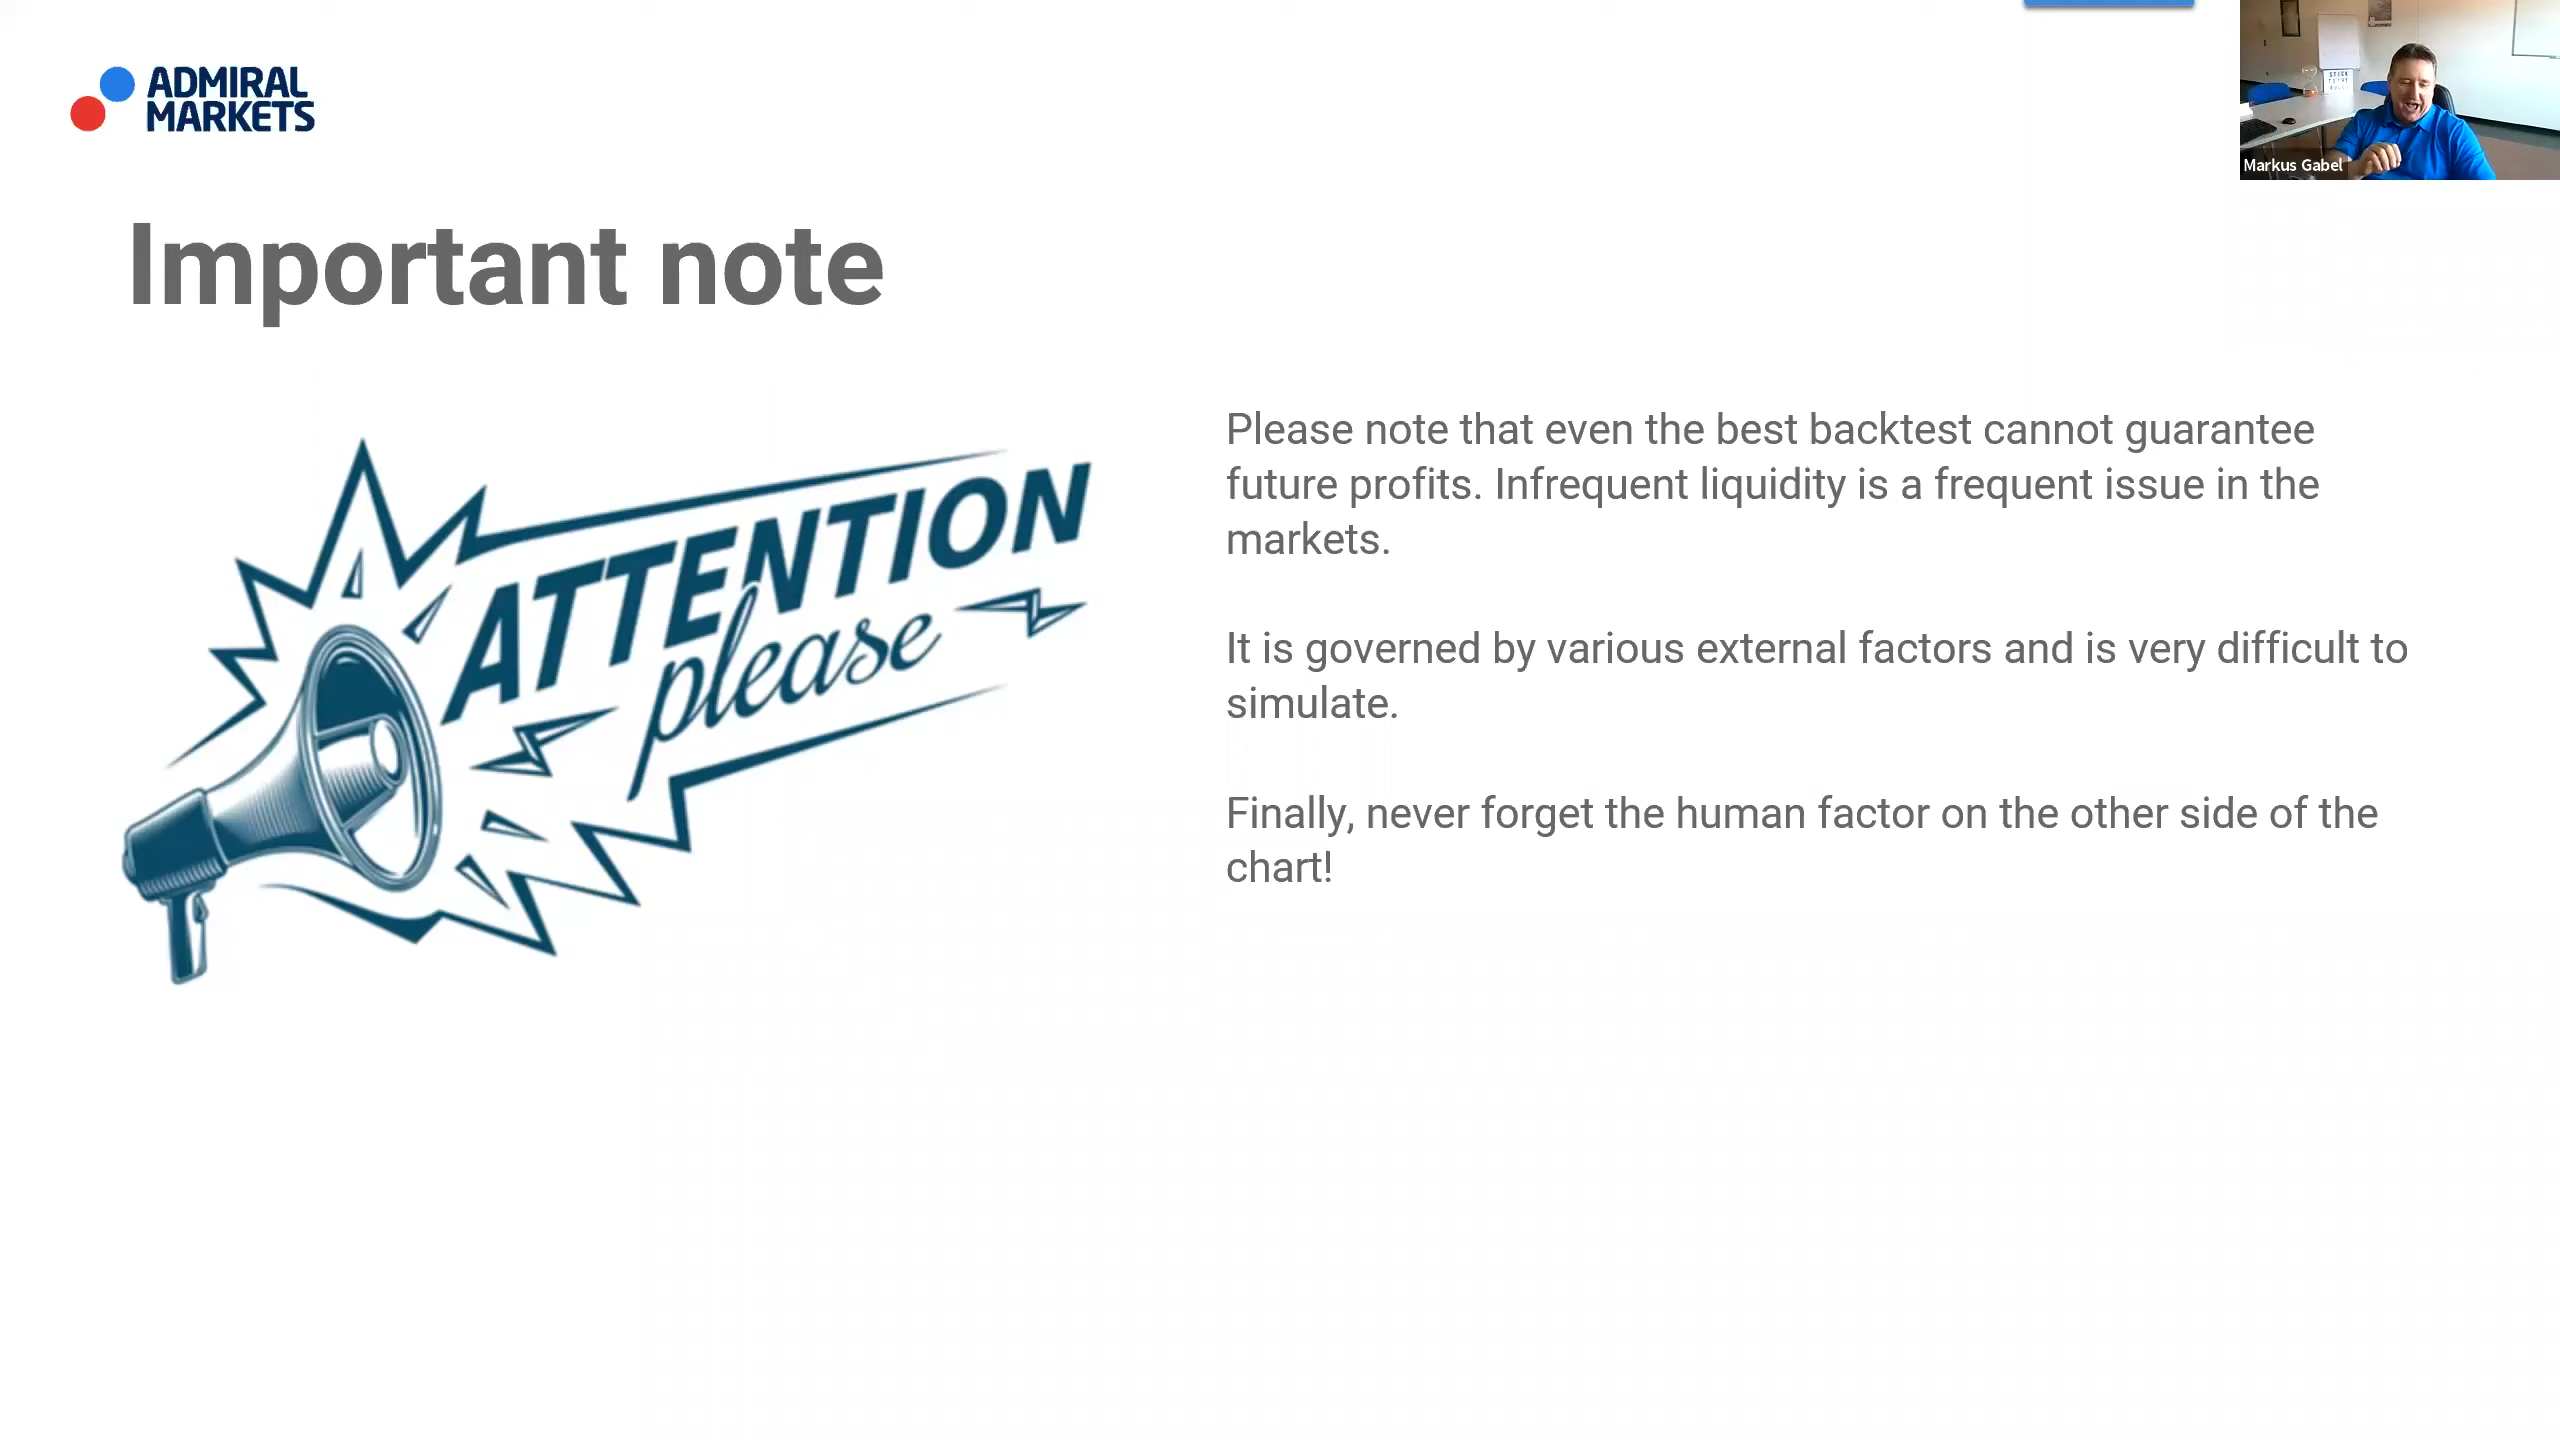 ADMIRAL
MARKETS
Markus Gabel
Important note
ATTENTION
please
Please note that even the best backtest cannot guarantee
future profits. Infrequent liquidity is a frequent issue in the
markets.
It is governed by various external factors and is very difficult to
simulate.
Finally, never forget the human factor on the other side of the
chart!